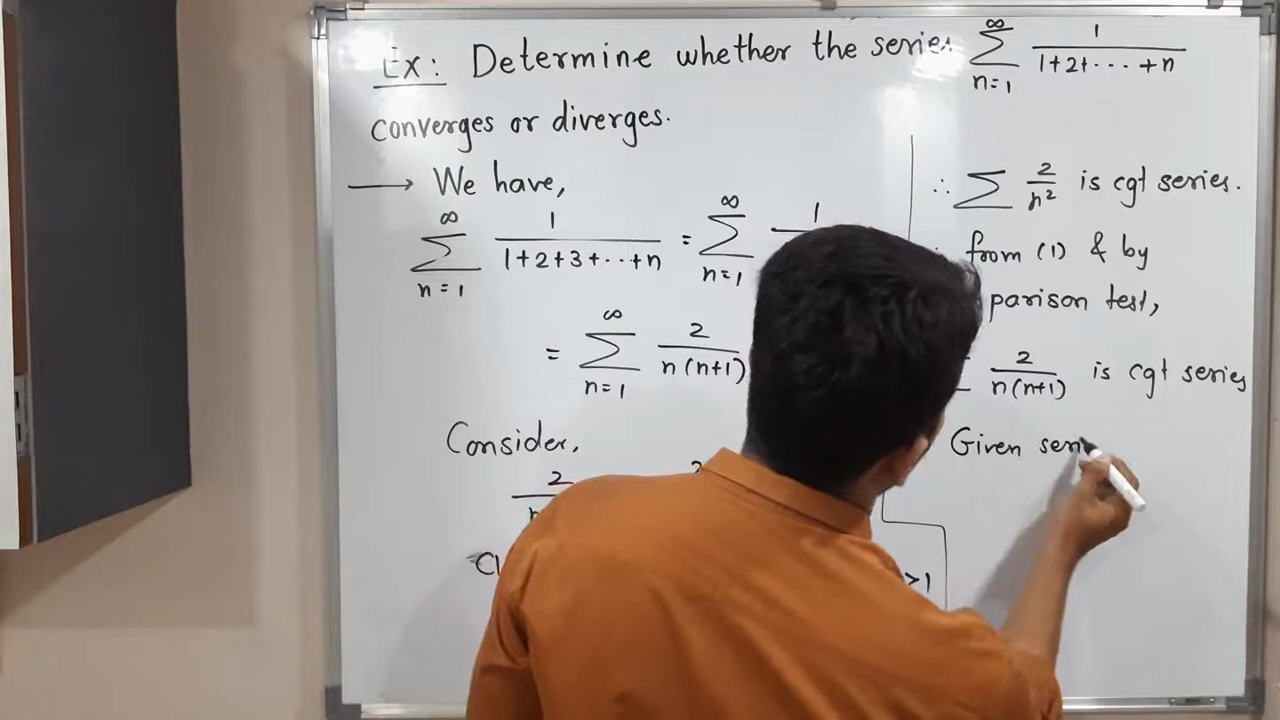 Ex: Determine whether the series ∑_{n=1}^{∞} 1/(1+2+···+n)
converges or diverges.
→ We have,
∑_{n=1}^{∞} 1/(1+2+3+···+n) = ∑_{n=1}^{∞} 1
= ∑_{n=1}^{∞} 2/(n(n+1))
Consider,
2
2
Cl
>1
∴ ∑ 2/n² is cgt series.
from (1) & by
parison test,
2/(n(n+1)) is cgt series
Given seri